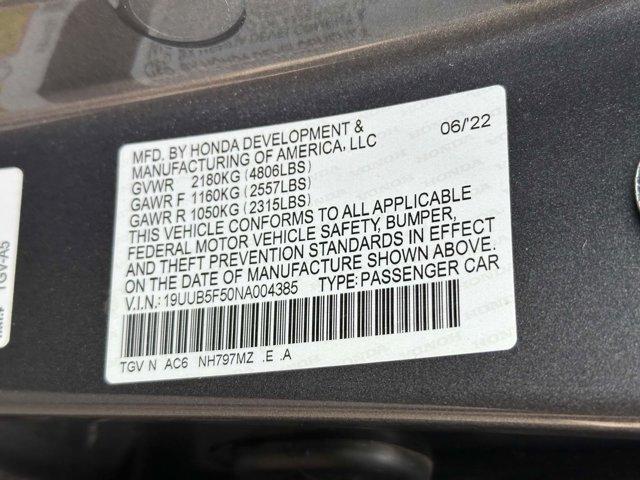 MFD. BY HONDA DEVELOPMENT & 06/'22
MANUFACTURING OF AMERICA, LLC
GVWR 2180KG (4806LBS)
GAWR F 1160KG (2557LBS)
GAWR R 1050KG (2315LBS)
THIS VEHICLE CONFORMS TO ALL APPLICABLE
FEDERAL MOTOR VEHICLE SAFETY, BUMPER,
AND THEFT PREVENTION STANDARDS IN EFFECT
ON THE DATE OF MANUFACTURE SHOWN ABOVE.
V.I.N.: 19UUB5F50NA004385 TYPE: PASSENGER CAR
TGV N AC6 NH797MZ .E .A
TGV-A5